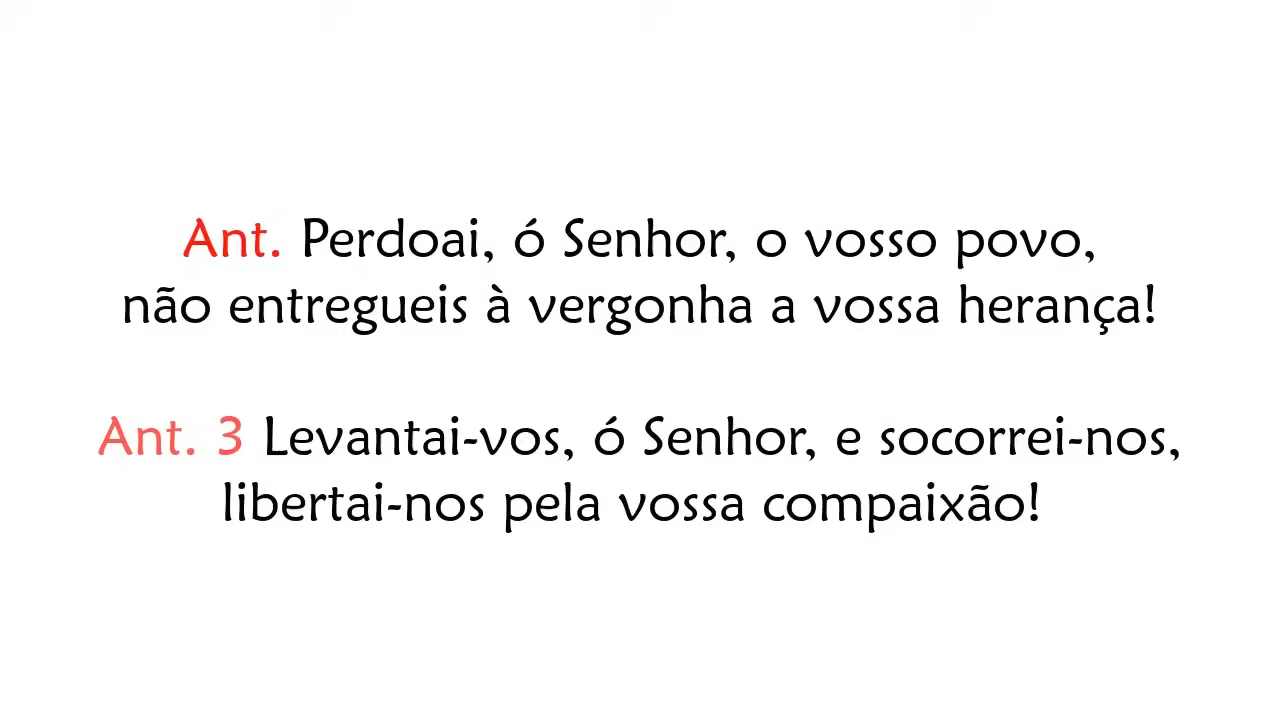 Ant. Perdoai, ó Senhor, o vosso povo,
não entregueis à vergonha a vossa herança!
Ant. 3 Levantai-vos, ó Senhor, e socorrei-nos,
libertai-nos pela vossa compaixão!